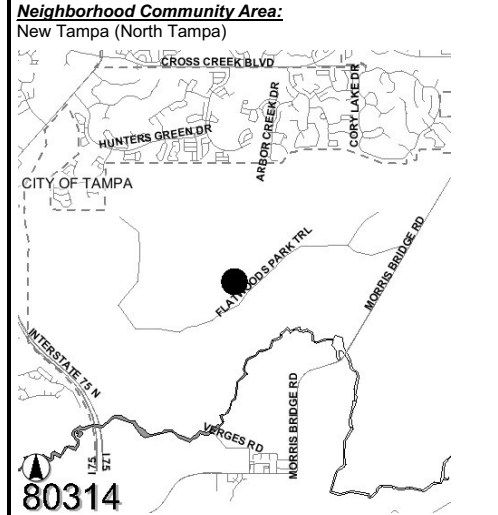 Neighborhood Community Area:
New Tampa (North Tampa)
CROSS CREEK BLVD
HUNTERS GREEN DR
ARBOR CREEK DR
CORY LAKE DR
CITY OF TAMPA
FLATWOODS PARK TRL
MORRIS BRIDGE RD
INTERSTATE 75 N
VERGES RD
MORRIS BRIDGE RD
I 75
I 75
80314